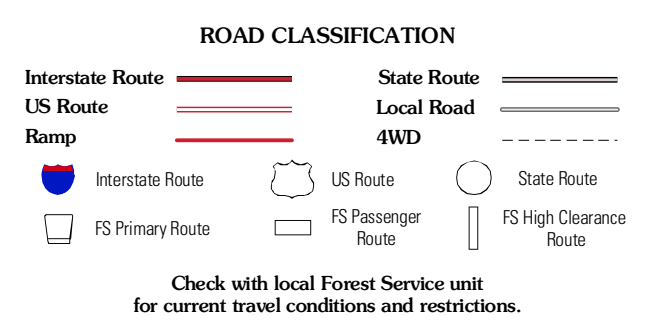 ROAD CLASSIFICATION
Interstate Route
State Route
US Route
Local Road
Ramp
4WD
Interstate Route
US Route
State Route
FS Primary Route
FS Passenger
Route
FS High Clearance
Route
Check with local Forest Service unit
for current travel conditions and restrictions.